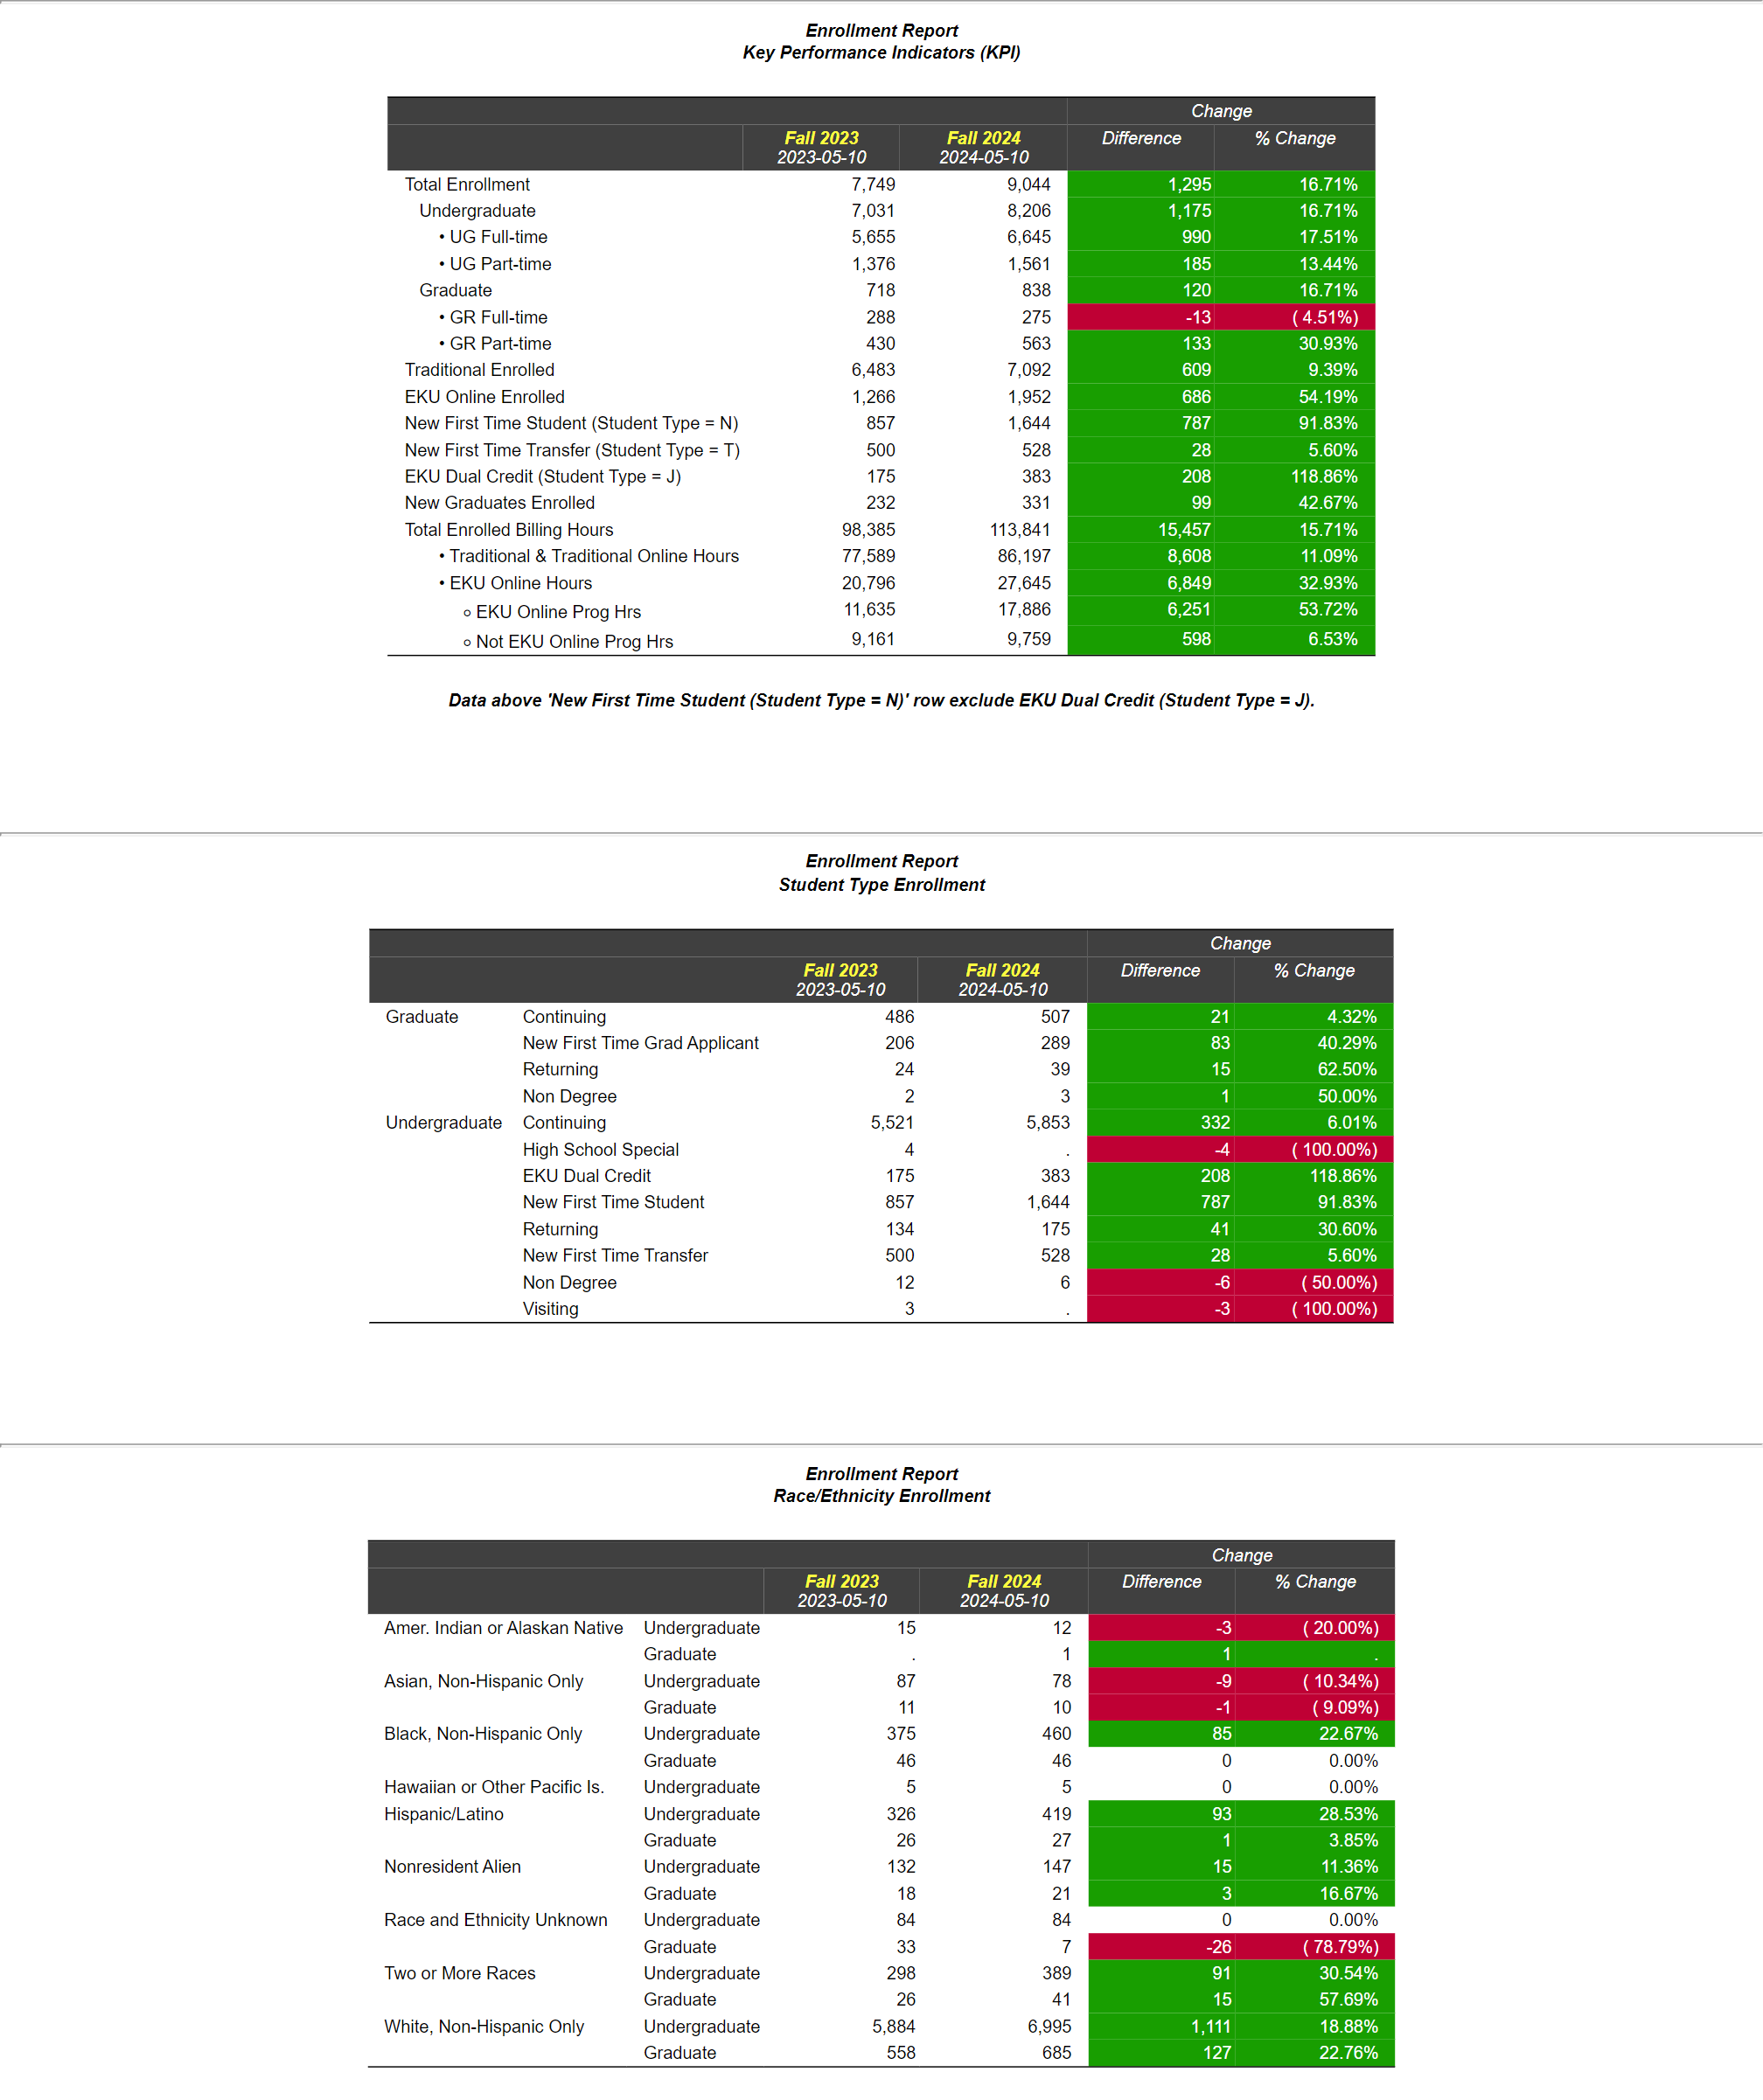 Enrollment Report
Key Performance Indicators (KPI)
Change
Fall 2023 Fall 2024 Difference % Change
2023-05-10 2024-05-10
Total Enrollment 7,749 9,044 1,295 16.71%
Undergraduate 7,031 8,206 1,175 16.71%
• UG Full-time 5,655 6,645 990 17.51%
• UG Part-time 1,376 1,561 185 13.44%
Graduate 718 838 120 16.71%
• GR Full-time 288 275 -13 ( 4.51%)
• GR Part-time 430 563 133 30.93%
Traditional Enrolled 6,483 7,092 609 9.39%
EKU Online Enrolled 1,266 1,952 686 54.19%
New First Time Student (Student Type = N) 857 1,644 787 91.83%
New First Time Transfer (Student Type = T) 500 528 28 5.60%
EKU Dual Credit (Student Type = J) 175 383 208 118.86%
New Graduates Enrolled 232 331 99 42.67%
Total Enrolled Billing Hours 98,385 113,841 15,457 15.71%
• Traditional & Traditional Online Hours 77,589 86,197 8,608 11.09%
• EKU Online Hours 20,796 27,645 6,849 32.93%
◦ EKU Online Prog Hrs 11,635 17,886 6,251 53.72%
◦ Not EKU Online Prog Hrs 9,161 9,759 598 6.53%
Data above 'New First Time Student (Student Type = N)' row exclude EKU Dual Credit (Student Type = J).
Enrollment Report
Student Type Enrollment
Change
Fall 2023 Fall 2024 Difference % Change
2023-05-10 2024-05-10
Graduate Continuing 486 507 21 4.32%
New First Time Grad Applicant 206 289 83 40.29%
Returning 24 39 15 62.50%
Non Degree 2 3 1 50.00%
Undergraduate Continuing 5,521 5,853 332 6.01%
High School Special 4 . -4 ( 100.00%)
EKU Dual Credit 175 383 208 118.86%
New First Time Student 857 1,644 787 91.83%
Returning 134 175 41 30.60%
New First Time Transfer 500 528 28 5.60%
Non Degree 12 6 -6 ( 50.00%)
Visiting 3 . -3 ( 100.00%)
Enrollment Report
Race/Ethnicity Enrollment
Change
Fall 2023 Fall 2024 Difference % Change
2023-05-10 2024-05-10
Amer. Indian or Alaskan Native Undergraduate 15 12 -3 ( 20.00%)
Graduate . 1 1 .
Asian, Non-Hispanic Only Undergraduate 87 78 -9 ( 10.34%)
Graduate 11 10 -1 ( 9.09%)
Black, Non-Hispanic Only Undergraduate 375 460 85 22.67%
Graduate 46 46 0 0.00%
Hawaiian or Other Pacific Is. Undergraduate 5 5 0 0.00%
Hispanic/Latino Undergraduate 326 419 93 28.53%
Graduate 26 27 1 3.85%
Nonresident Alien Undergraduate 132 147 15 11.36%
Graduate 18 21 3 16.67%
Race and Ethnicity Unknown Undergraduate 84 84 0 0.00%
Graduate 33 7 -26 ( 78.79%)
Two or More Races Undergraduate 298 389 91 30.54%
Graduate 26 41 15 57.69%
White, Non-Hispanic Only Undergraduate 5,884 6,995 1,111 18.88%
Graduate 558 685 127 22.76%